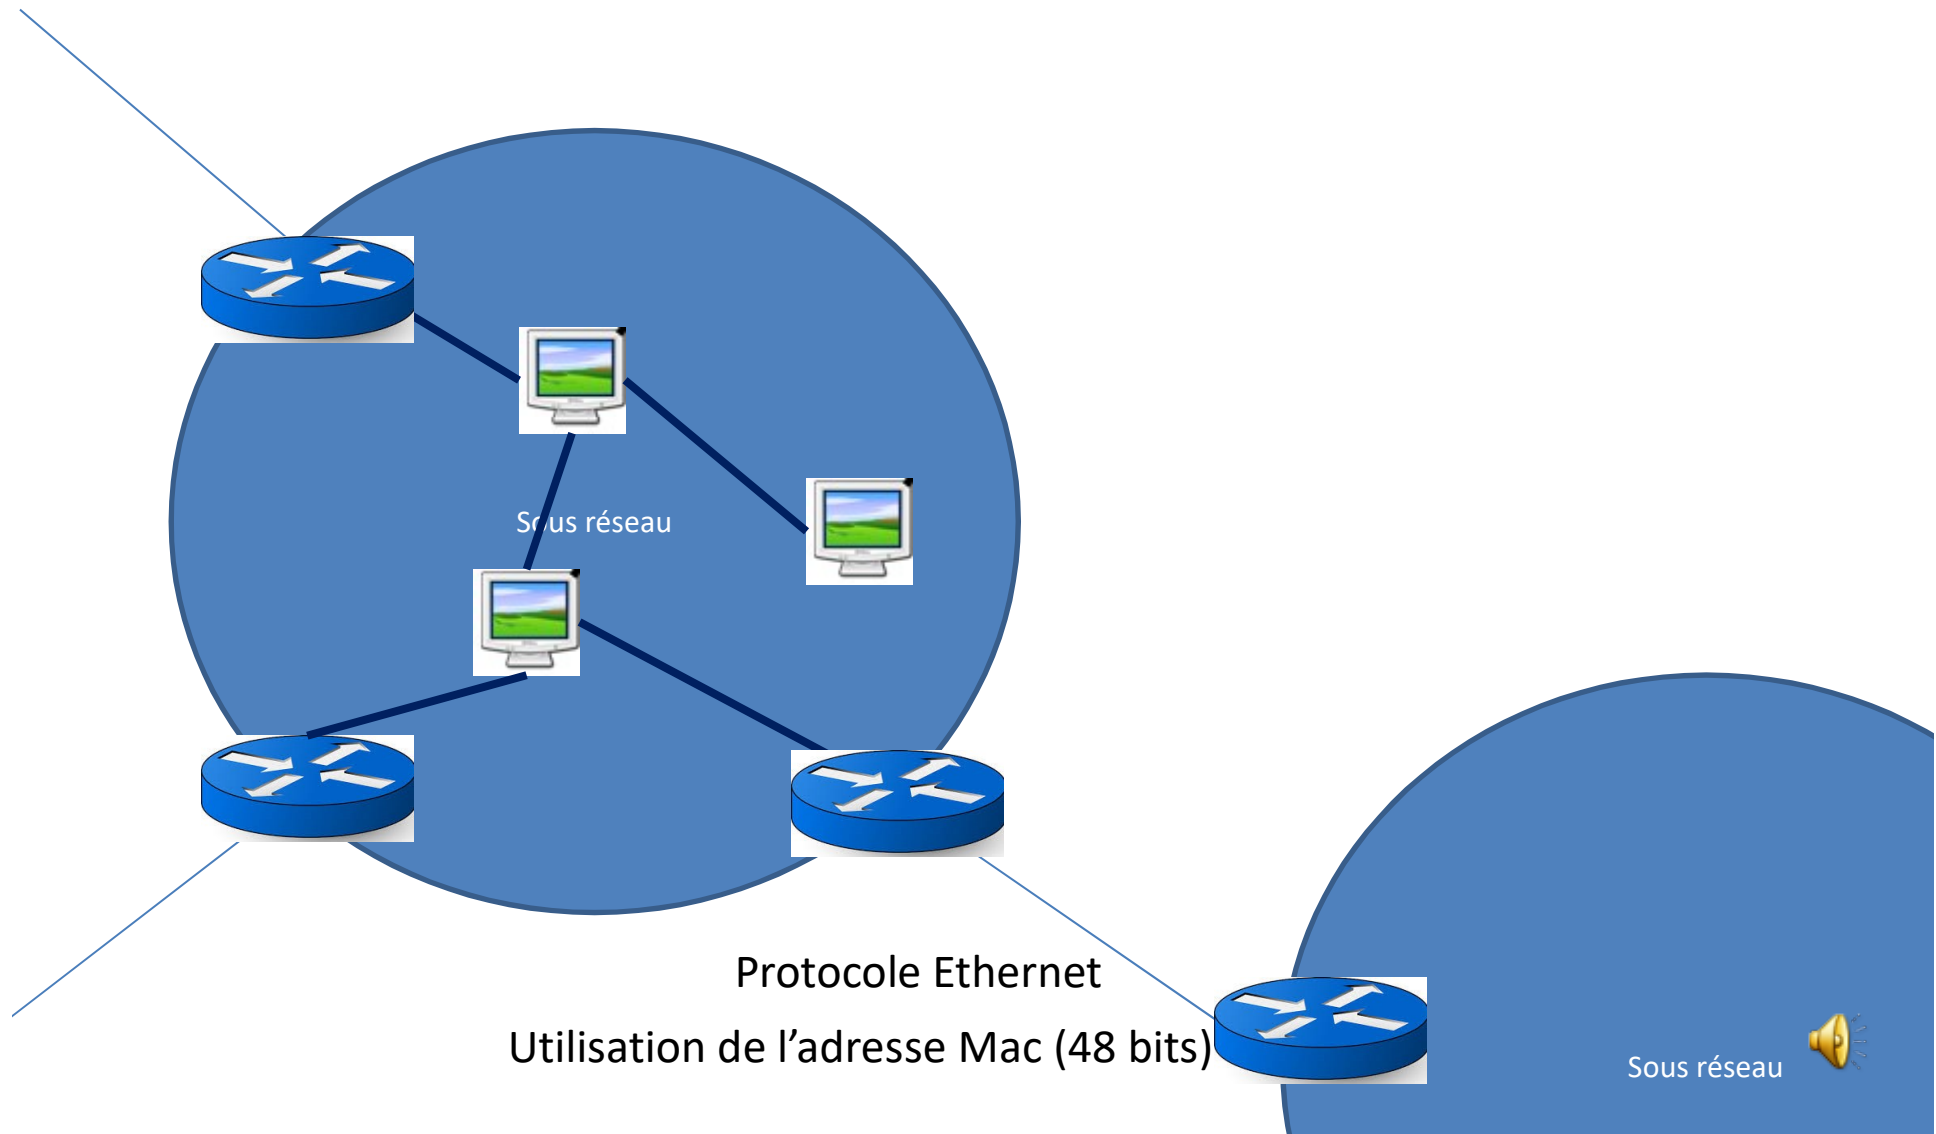 Sous réseau
Protocole Ethernet
Utilisation de l’adresse Mac (48 bits)
Sous réseau